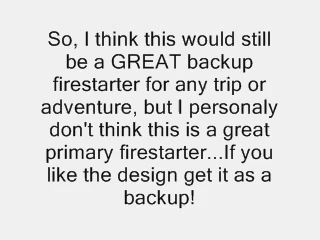 So, I think this would still
be a GREAT backup
firestarter for any trip or
adventure, but I personaly
don't think this is a great
primary firestarter...If you
like the design get it as a
backup!